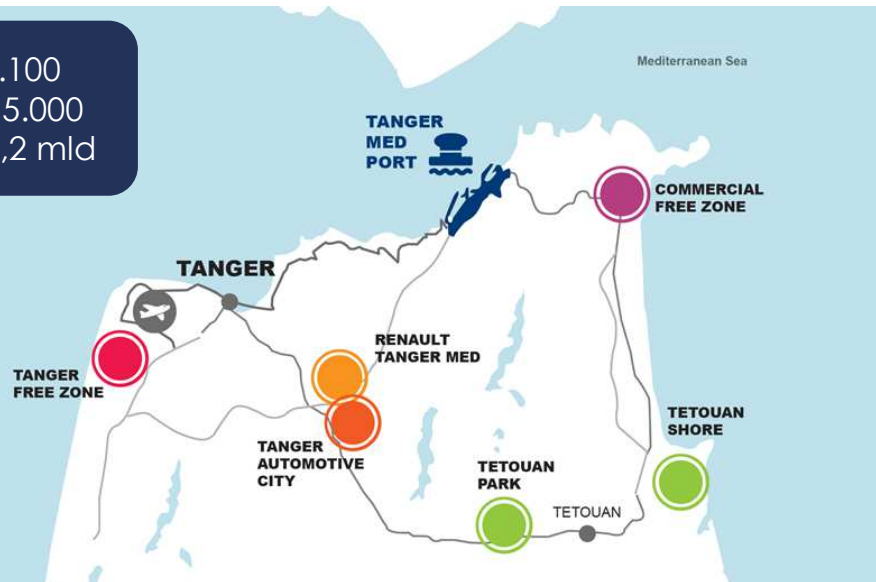 .100
5.000
,2 mld
Mediterranean Sea
TANGER
MED
PORT
COMMERCIAL
FREE ZONE
TANGER
RENAULT
TANGER MED
TANGER
FREE ZONE
TETOUAN
SHORE
TANGER
AUTOMOTIVE
CITY
TETOUAN
PARK
TETOUAN